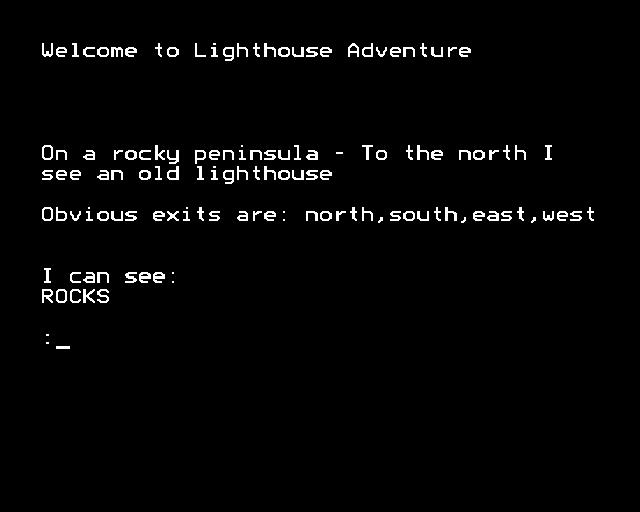 Welcome to Lighthouse Adventure
On a rocky peninsula - To the north I
see an old lighthouse
Obvious exits are: north,south,east,west
I can see:
ROCKS
:_